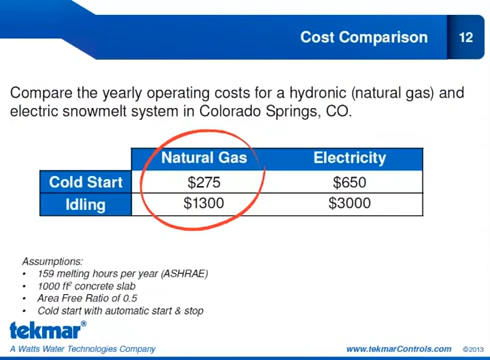 Cost Comparison 12
Compare the yearly operating costs for a hydronic (natural gas) and
electric snowmelt system in Colorado Springs, CO.
Natural Gas Electricity
Cold Start $275 $650
Idling $1300 $3000
Assumptions:
• 159 melting hours per year (ASHRAE)
• 1000 ft² concrete slab
• Area Free Ratio of 0.5
• Cold start with automatic start & stop
tekmar®
A Watts Water Technologies Company www.tekmarControls.com ©2013